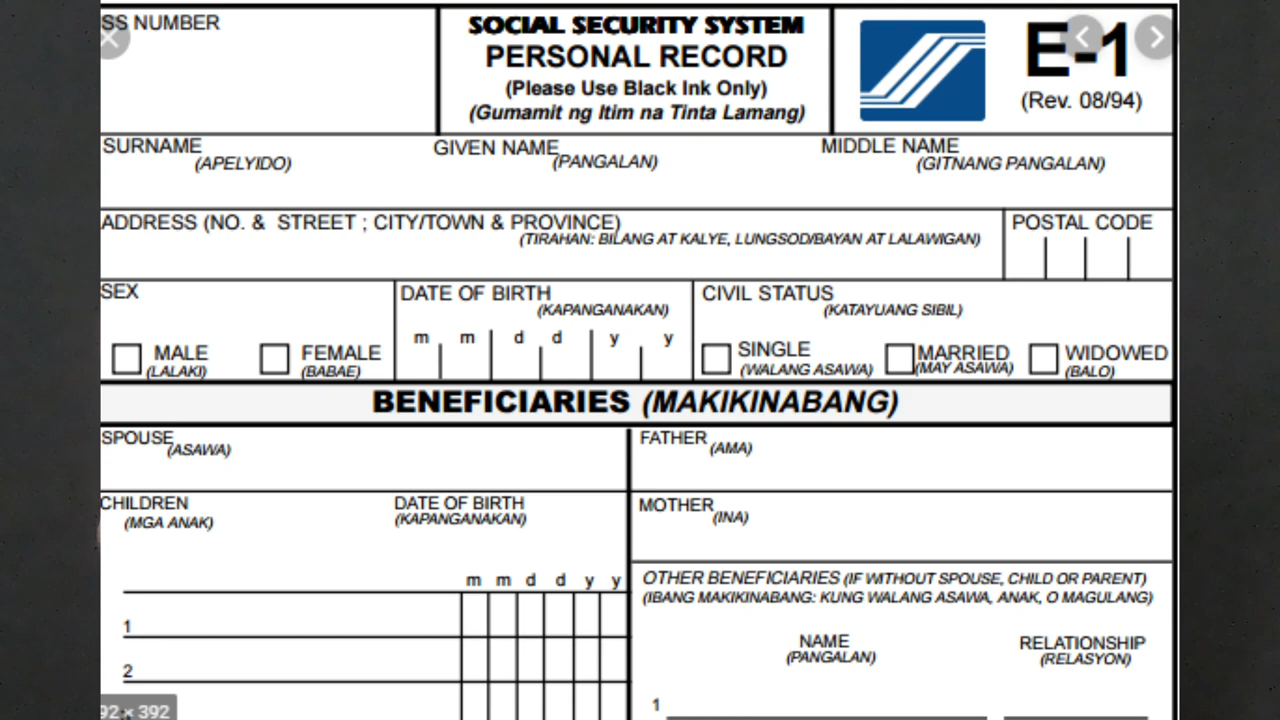 SS NUMBER
SOCIAL SECURITY SYSTEM
PERSONAL RECORD
(Please Use Black Ink Only)
(Gumamit ng Itim na Tinta Lamang)
E-1
(Rev. 08/94)
SURNAME
(APELYIDO)
GIVEN NAME
(PANGALAN)
MIDDLE NAME
(GITNANG PANGALAN)
ADDRESS (NO. & STREET ; CITY/TOWN & PROVINCE)
(TIRAHAN: BILANG AT KALYE, LUNGSOD/BAYAN AT LALAWIGAN)
POSTAL CODE
SEX
MALE
(LALAKI)
FEMALE
(BABAE)
DATE OF BIRTH
(KAPANGANAKAN)
m m d d y y
CIVIL STATUS
(KATAYUANG SIBIL)
SINGLE
(WALANG ASAWA)
MARRIED
(MAY ASAWA)
WIDOWED
(BALO)
BENEFICIARIES (MAKIKINABANG)
SPOUSE
(ASAWA)
FATHER
(AMA)
CHILDREN
(MGA ANAK)
DATE OF BIRTH
(KAPANGANAKAN)
m m d d y y
1
2
MOTHER
(INA)
OTHER BENEFICIARIES (IF WITHOUT SPOUSE, CHILD OR PARENT)
(IBANG MAKIKINABANG: KUNG WALANG ASAWA, ANAK, O MAGULANG)
NAME
(PANGALAN)
RELATIONSHIP
(RELASYON)
1
92 × 392